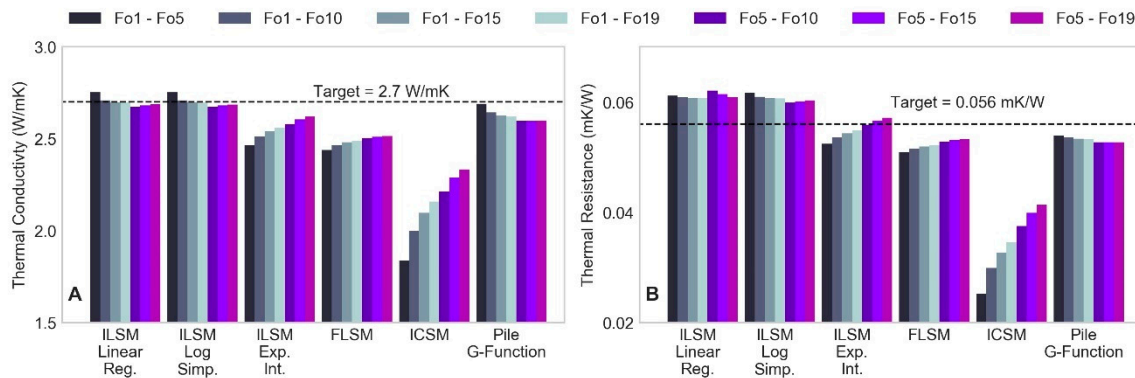 Fo1 - Fo5 Fo1 - Fo10 Fo1 - Fo15 Fo1 - Fo19 Fo5 - Fo10 Fo5 - Fo15 Fo5 - Fo19
Thermal Conductivity (W/mK)
3.0
2.5
2.0
1.5
Target = 2.7 W/mK
A
ILSM Linear Reg.
ILSM Log Simp.
ILSM Exp. Int.
FLSM
ICSM
Pile G-Function
Thermal Resistance (mK/W)
0.06
0.04
0.02
Target = 0.056 mK/W
B
ILSM Linear Reg.
ILSM Log Simp.
ILSM Exp. Int.
FLSM
ICSM
Pile G-Function